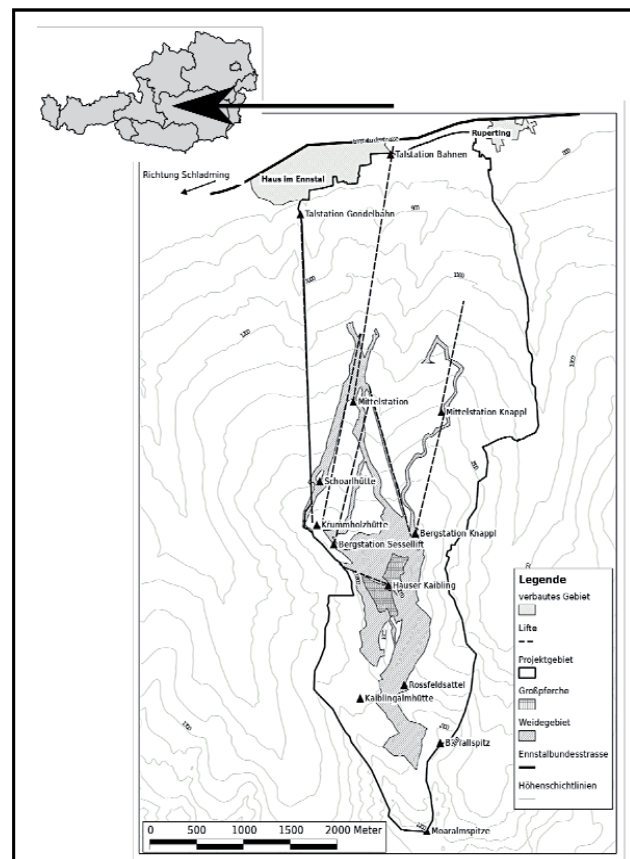 Ruperting
Talstation Bahnen
Richtung Schladming
Haus im Ennstal
Talstation Gondelbahn
Mittelstation
Mittelstation Knappl
Schoarlhütte
Krummholzhütte
Bergstation Knappl
Bergstation Sessellift
Hauser Kaibling
Rossfeldsattel
Kaiblingalmhütte
Moaralmspitze
Legende
verbautes Gebiet
Lifte
Projektgebiet
Großpferche
Weidegebiet
Ennstalbundesstrasse
Höhenschichtlinien
0 500 1000 1500 2000 Meter